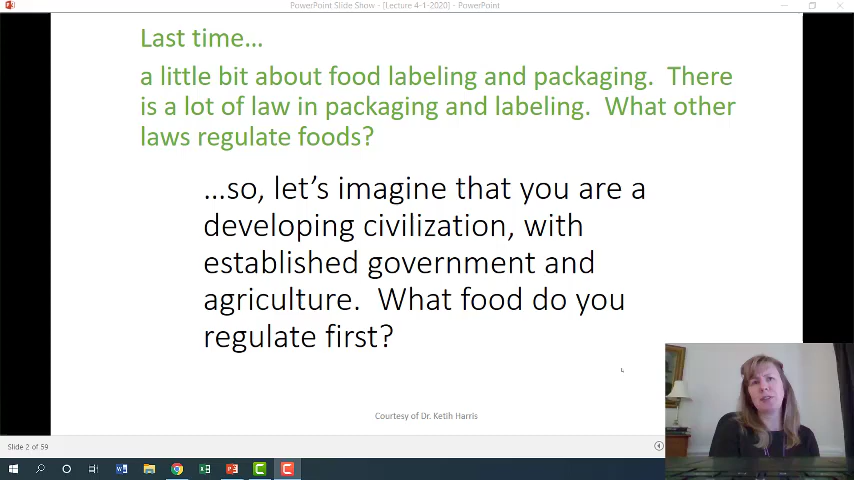 PowerPoint Slide Show - [Lecture 4-1-2020] - PowerPoint
Last time...
a little bit about food labeling and packaging. There
is a lot of law in packaging and labeling. What other
laws regulate foods?
...so, let's imagine that you are a
developing civilization, with
established government and
agriculture. What food do you
regulate first?
Courtesy of Dr. Ketih Harris
Slide 2 of 59